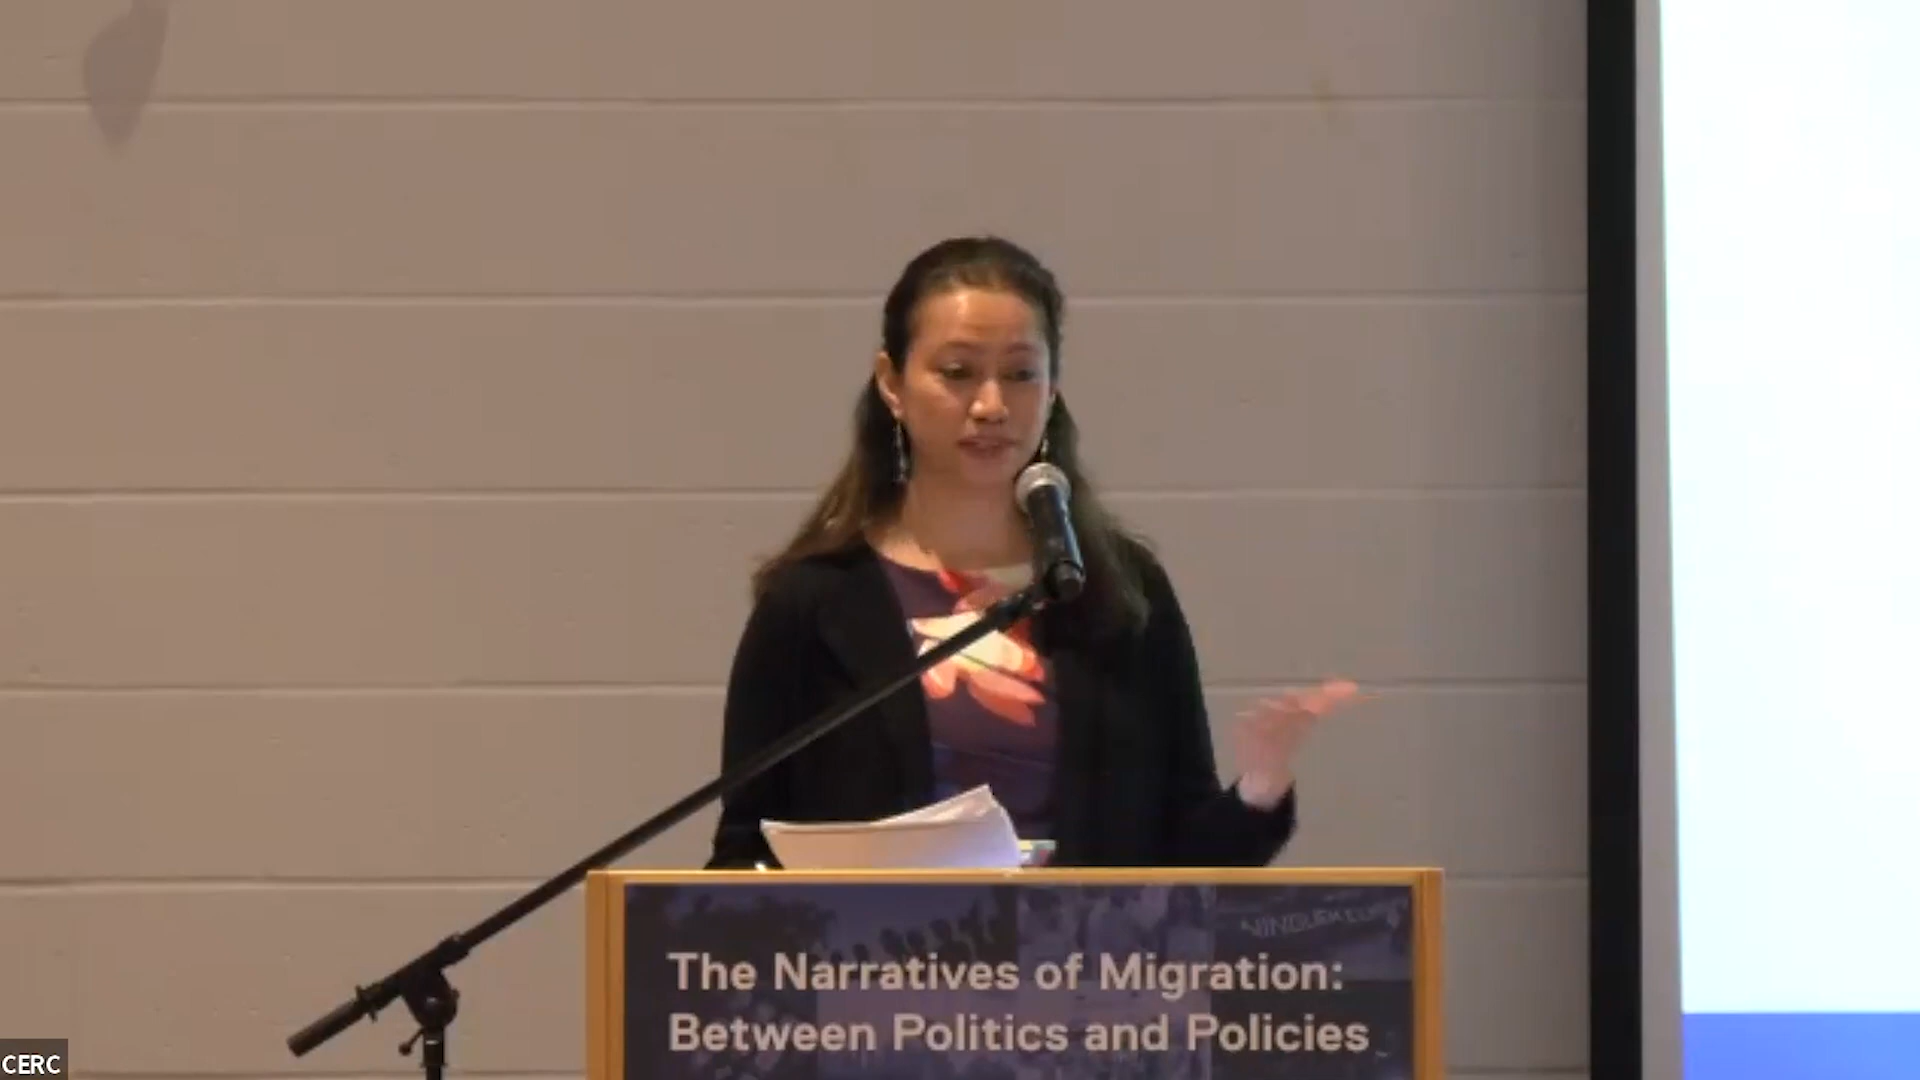 The Narratives of Migration:
Between Politics and Policies
CERC